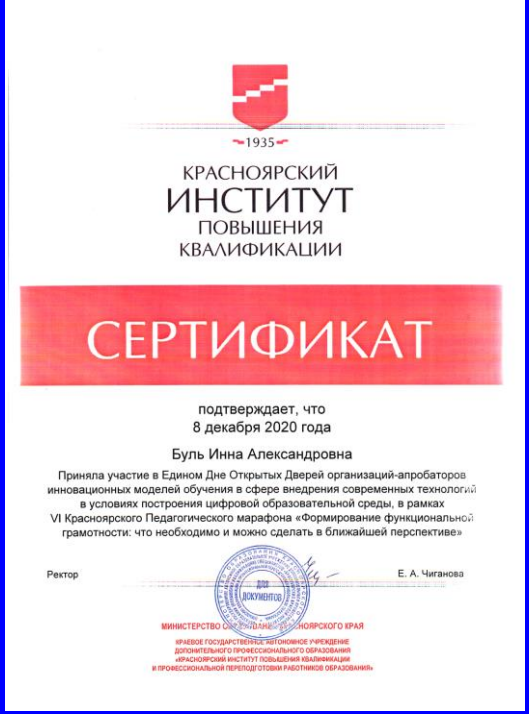 1935
КРАСНОЯРСКИЙ
ИНСТИТУТ
ПОВЫШЕНИЯ
КВАЛИФИКАЦИИ
СЕРТИФИКАТ
подтверждает, что
8 декабря 2020 года
Буль Инна Александровна
Приняла участие в Едином Дне Открытых Дверей организаций-апробаторов
инновационных моделей обучения в сфере внедрения современных технологий
в условиях построения цифровой образовательной среды, в рамках
VI Красноярского Педагогического марафона «Формирование функциональной
грамотности: что необходимо и можно сделать в ближайшей перспективе»
Ректор
Е. А. Чиганова
ДЛЯ
ДОКУМЕНТОВ
МИНИСТЕРСТВО ОБРАЗОВАНИЯ КРАСНОЯРСКОГО КРАЯ
КРАЕВОЕ ГОСУДАРСТВЕННОЕ АВТОНОМНОЕ УЧРЕЖДЕНИЕ
ДОПОЛНИТЕЛЬНОГО ПРОФЕССИОНАЛЬНОГО ОБРАЗОВАНИЯ
«КРАСНОЯРСКИЙ ИНСТИТУТ ПОВЫШЕНИЯ КВАЛИФИКАЦИИ
И ПРОФЕССИОНАЛЬНОЙ ПЕРЕПОДГОТОВКИ РАБОТНИКОВ ОБРАЗОВАНИЯ»